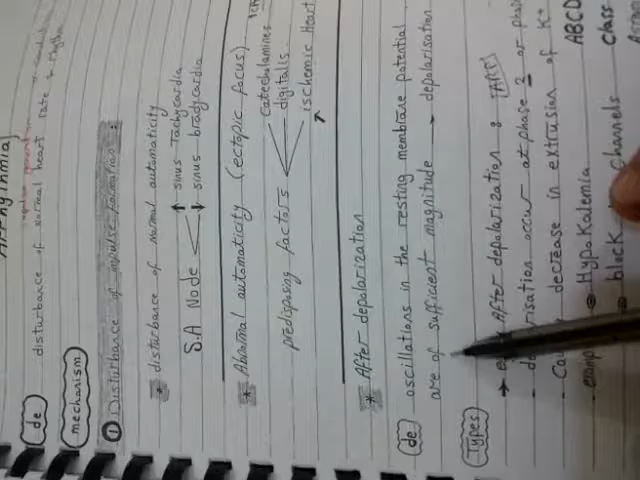 Arrhythmia
(de) disturbance of normal heart rate & rhythm
(mechanism)
① Disturbance of impulse formation :
* disturbance of normal automaticity
S.A Node ↑ sinus Tachycardia
↓ sinus bradycardia
* Abnormal automaticity (ectopic focus)
predisposing factors catecholamines
digitalis
ischemic Heart
* After depolarization
(de) oscillations in the resting membrane potential
are of sufficient magnitude → depolarisation
(Types)
→ After depolarization :
occur at phase 2 or phase
decrease in extrusion of K+
Hypokalemia ABCD
block channels class